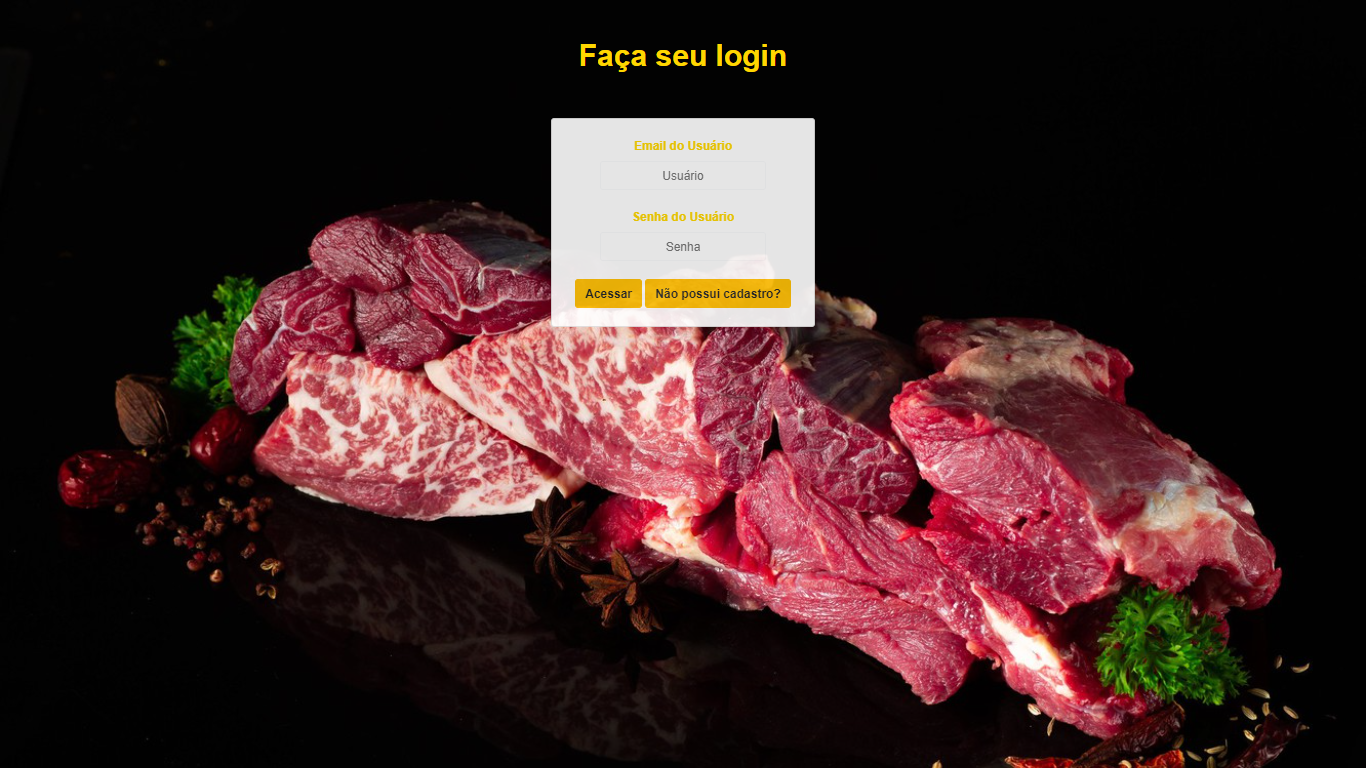 Faça seu login
Email do Usuário
Usuário
Senha do Usuário
Senha
Acessar Não possui cadastro?